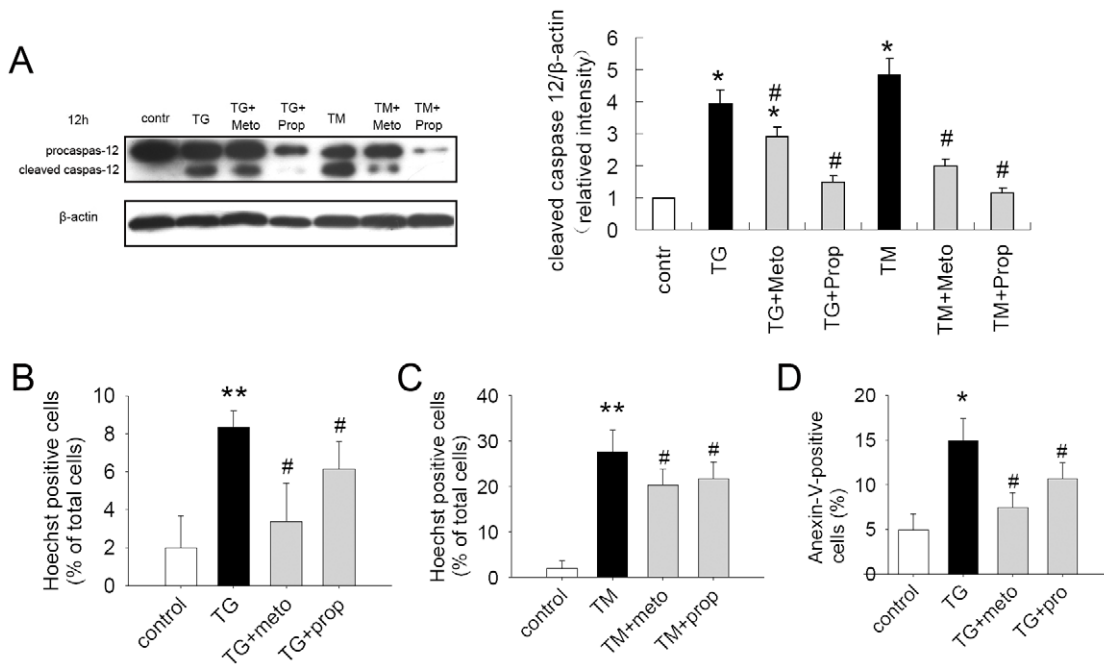 A
12h
contr
TG
TG+
Meto
TG+
Prop
TM
TM+
Meto
TM+
Prop
procaspas-12
cleaved caspas-12
β-actin
cleaved caspase 12/β-actin
(relatived intensity)
6
5
4
3
2
1
0
*
#
*
#
*
#
#
contr
TG
TG+Meto
TG+Prop
TM
TM+Meto
TM+Prop
B
Hoechst positive cells
(% of total cells)
10
8
6
4
2
0
**
#
#
control
TG
TG+meto
TG+prop
C
Hoechst positive cells
(% of total cells)
40
30
20
10
0
**
#
#
control
TM
TM+meto
TM+prop
D
Anexin-V-positive
cells (%)
20
15
10
5
0
*
#
#
control
TG
TG+meto
TG+pro